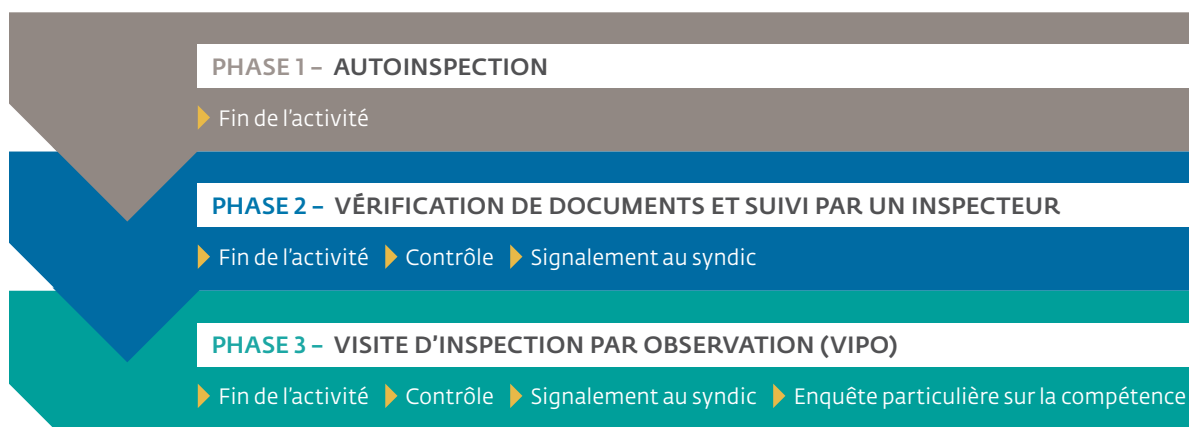 PHASE 1 – AUTOINSPECTION
Fin de l'activité
PHASE 2 – VÉRIFICATION DE DOCUMENTS ET SUIVI PAR UN INSPECTEUR
Fin de l'activité Contrôle Signalement au syndic
PHASE 3 – VISITE D'INSPECTION PAR OBSERVATION (VIPO)
Fin de l'activité Contrôle Signalement au syndic Enquête particulière sur la compétence